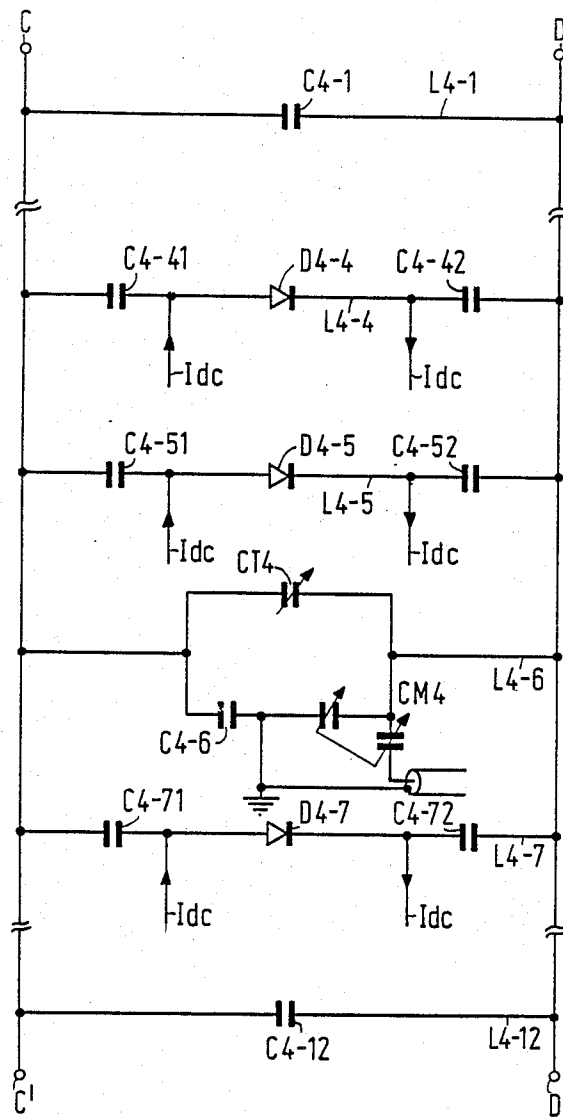 C D
C4-1 L4-1
C4-41 D4-4 C4-42
L4-4
Idc Idc
C4-51 D4-5 C4-52
L4-5
Idc CT4 Idc
L4-6
CM4
C4-6
C4-71 D4-7 C4-72
L4-7
Idc Idc
C4-12 L4-12
C' D